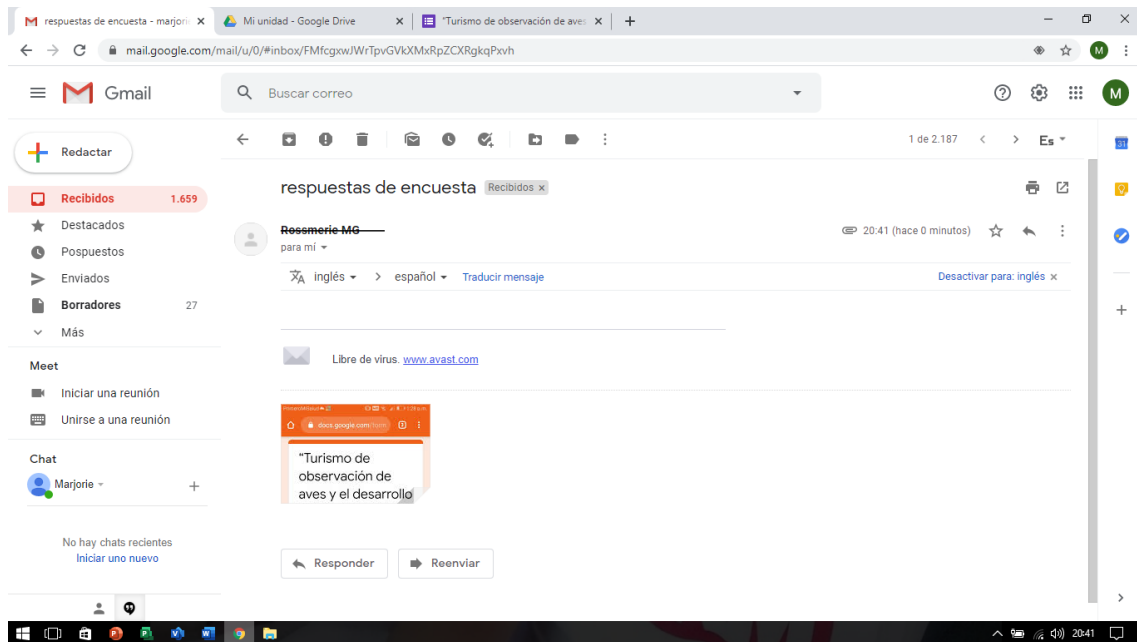 respuestas de encuesta - marjorie
Mi unidad - Google Drive
"Turismo de observación de aves
mail.google.com/mail/u/0/#inbox/FMfcgxwJWrTpvGVkXMxRpZCXRgkqPxvh
M
Gmail
Buscar correo
M
Redactar
1 de 2.187
Es
31
respuestas de encuesta
Recibidos x
Recibidos 1.659
Destacados
Pospuestos
Enviados
Borradores 27
Más
Rossmerie MG
20:41 (hace 0 minutos)
para mí
inglés > español Traducir mensaje
Desactivar para: inglés x
Libre de virus. www.avast.com
Meet
Iniciar una reunión
Unirse a una reunión
docs.google.com/form
"Turismo de
observación de
aves y el desarrollo
Chat
Marjorie
No hay chats recientes
Iniciar uno nuevo
Responder
Reenviar
20:41